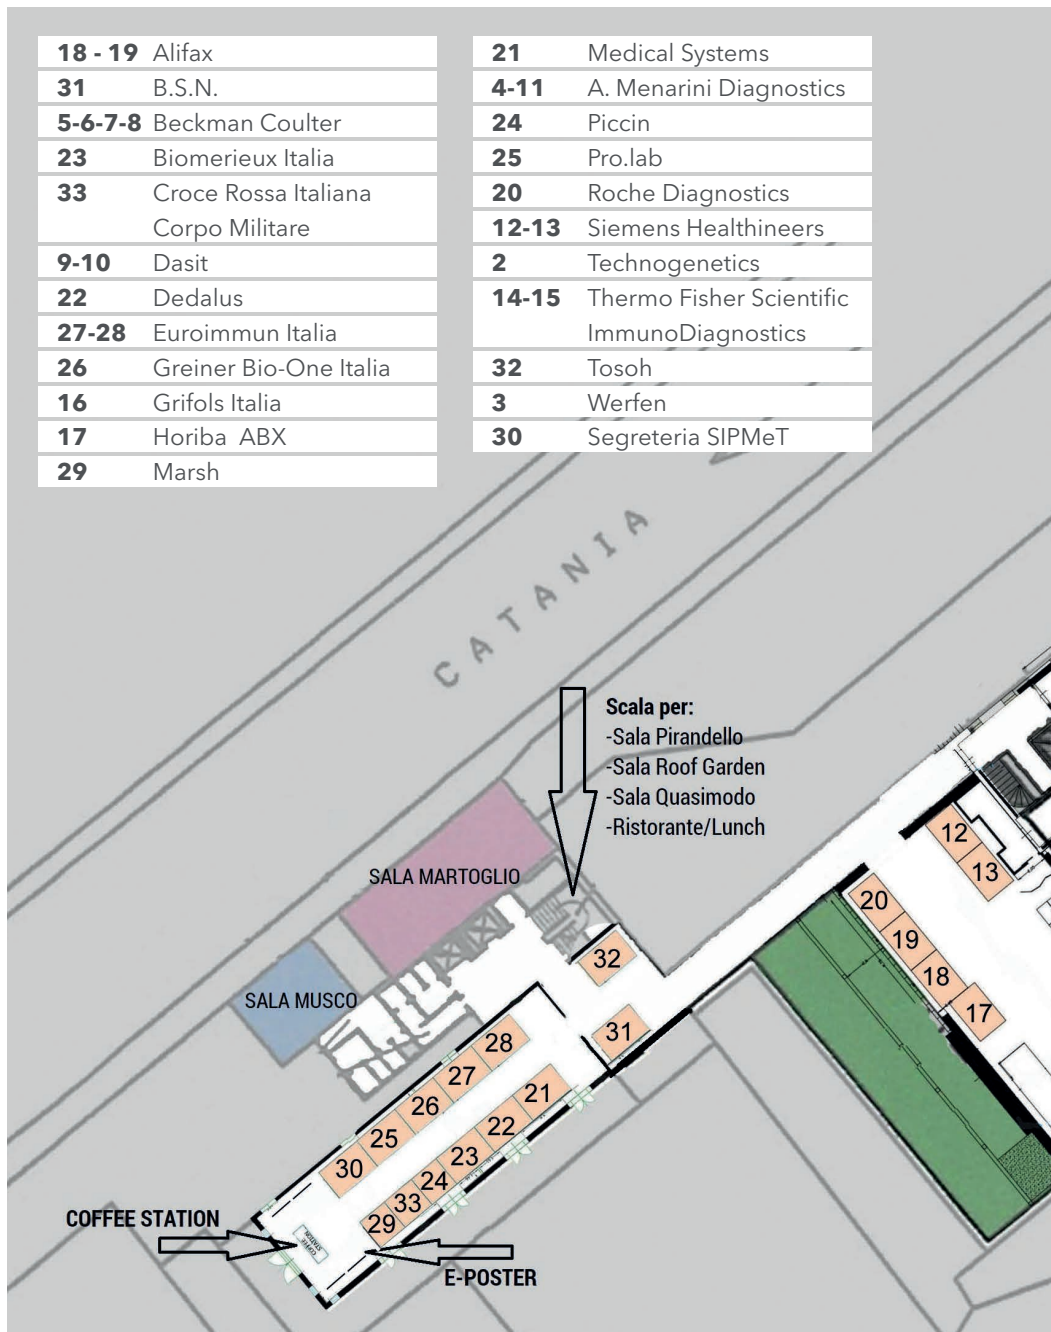 18 - 19 Alifax
31 B.S.N.
5-6-7-8 Beckman Coulter
23 Biomerieux Italia
33 Croce Rossa Italiana
Corpo Militare
9-10 Dasit
22 Dedalus
27-28 Euroimmun Italia
26 Greiner Bio-One Italia
16 Grifols Italia
17 Horiba ABX
29 Marsh
21 Medical Systems
4-11 A. Menarini Diagnostics
24 Piccin
25 Pro.lab
20 Roche Diagnostics
12-13 Siemens Healthineers
2 Technogenetics
14-15 Thermo Fisher Scientific
ImmunoDiagnostics
32 Tosoh
3 Werfen
30 Segreteria SIPMeT
CATANIA
Scala per:
-Sala Pirandello
-Sala Roof Garden
-Sala Quasimodo
-Ristorante/Lunch
12
13
SALA MARTOGLIO
20
19
18
17
32
SALA MUSCO
31
28
27
26
25
30
21
22
23
24
33
29
COFFEE STATION
COFFEE
STATION
E-POSTER